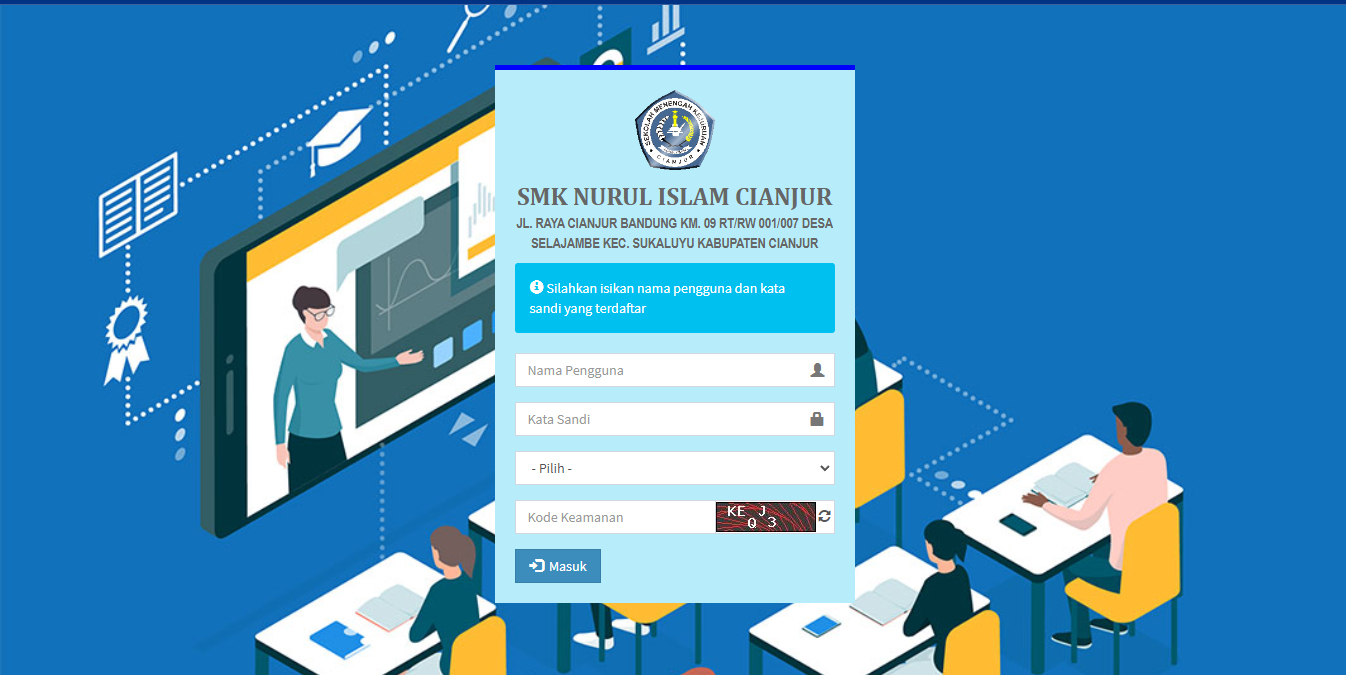 SEKOLAH MENENGAH KEJURUAN
CIANJUR
SMK NURUL ISLAM CIANJUR
JL. RAYA CIANJUR BANDUNG KM. 09 RT/RW 001/007 DESA
SELAJAMBE KEC. SUKALUYU KABUPATEN CIANJUR
Silahkan isikan nama pengguna dan kata
sandi yang terdaftar
Nama Pengguna
Kata Sandi
- Pilih -
Kode Keamanan
KE J
Q 3
Masuk